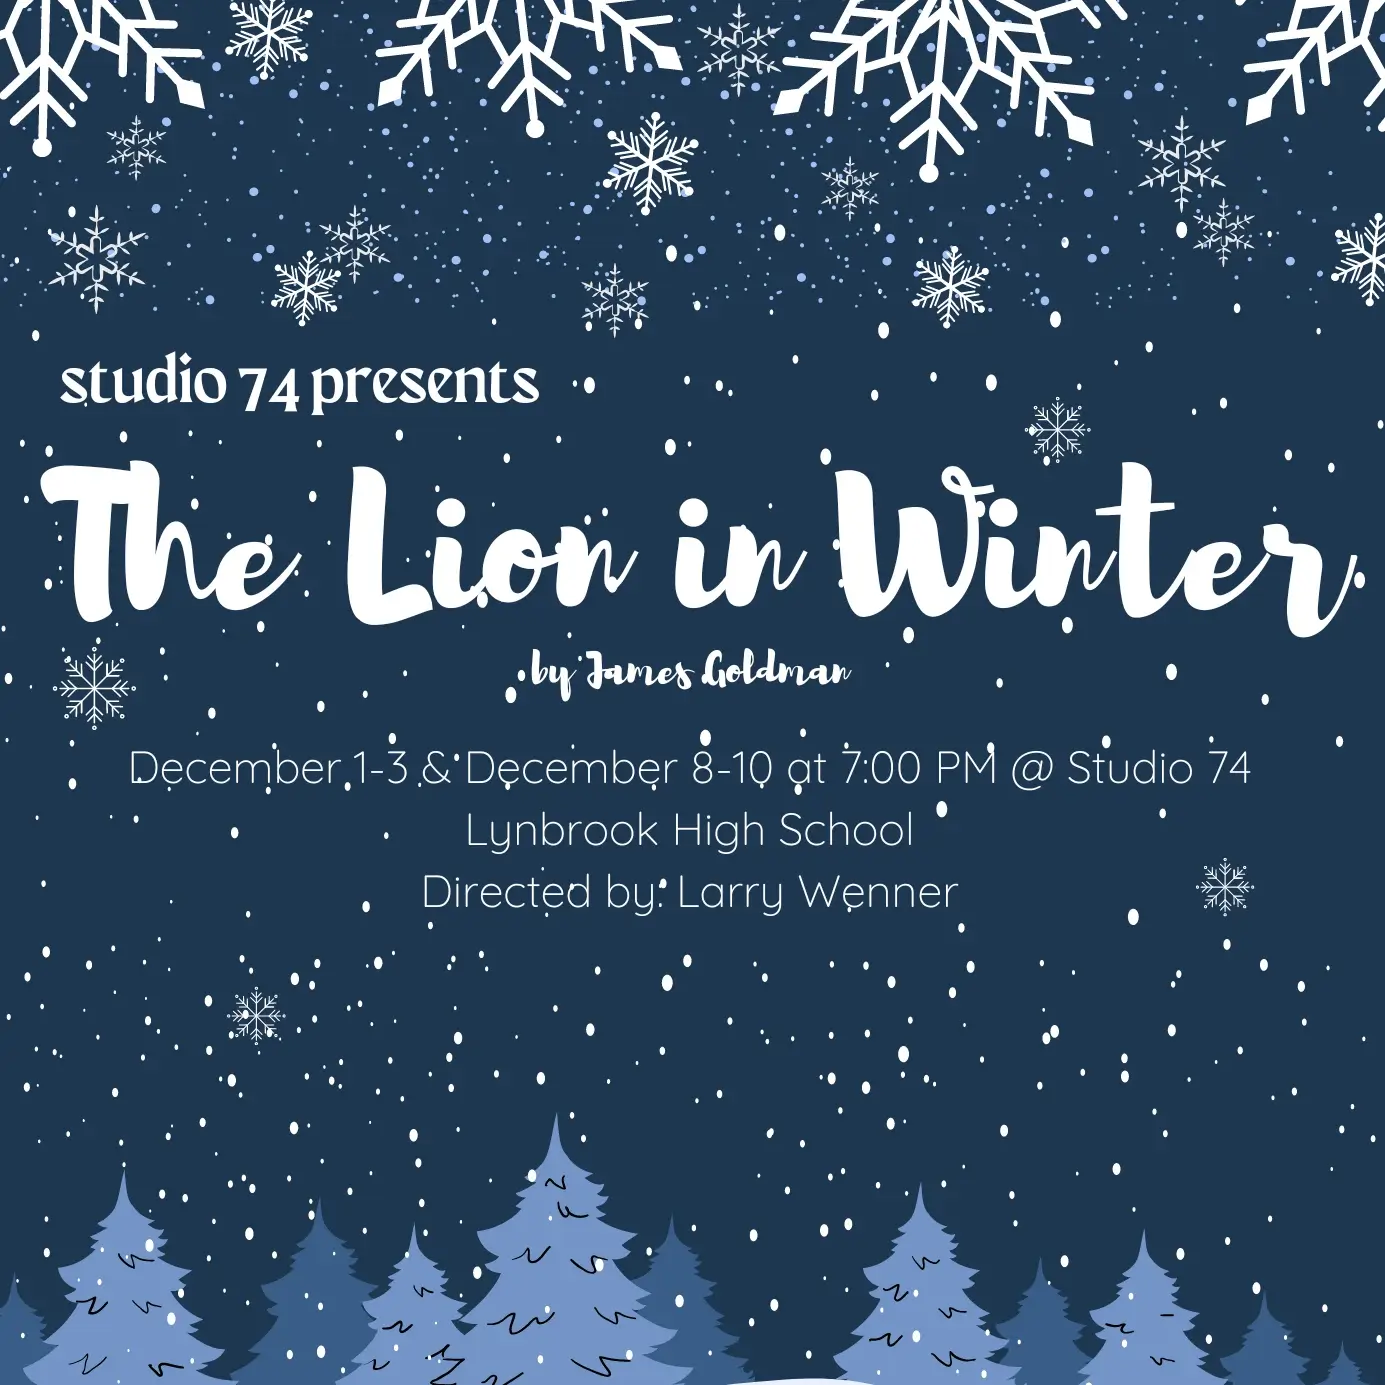 studio 74 presents
The Lion in Winter
by James Goldman
December 1-3 & December 8-10 at 7:00 PM @ Studio 74
Lynbrook High School
Directed by: Larry Wenner